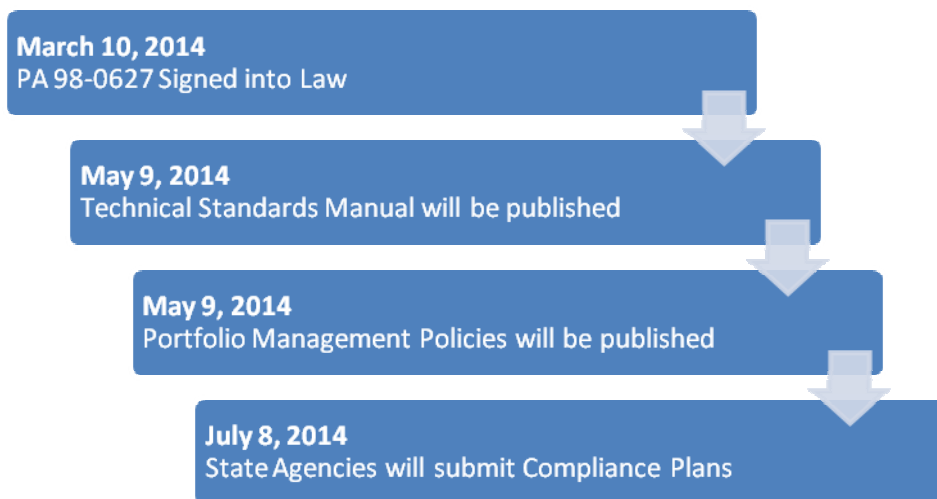 March 10, 2014
PA 98-0627 Signed into Law
May 9, 2014
Technical Standards Manual will be published
May 9, 2014
Portfolio Management Policies will be published
July 8, 2014
State Agencies will submit Compliance Plans